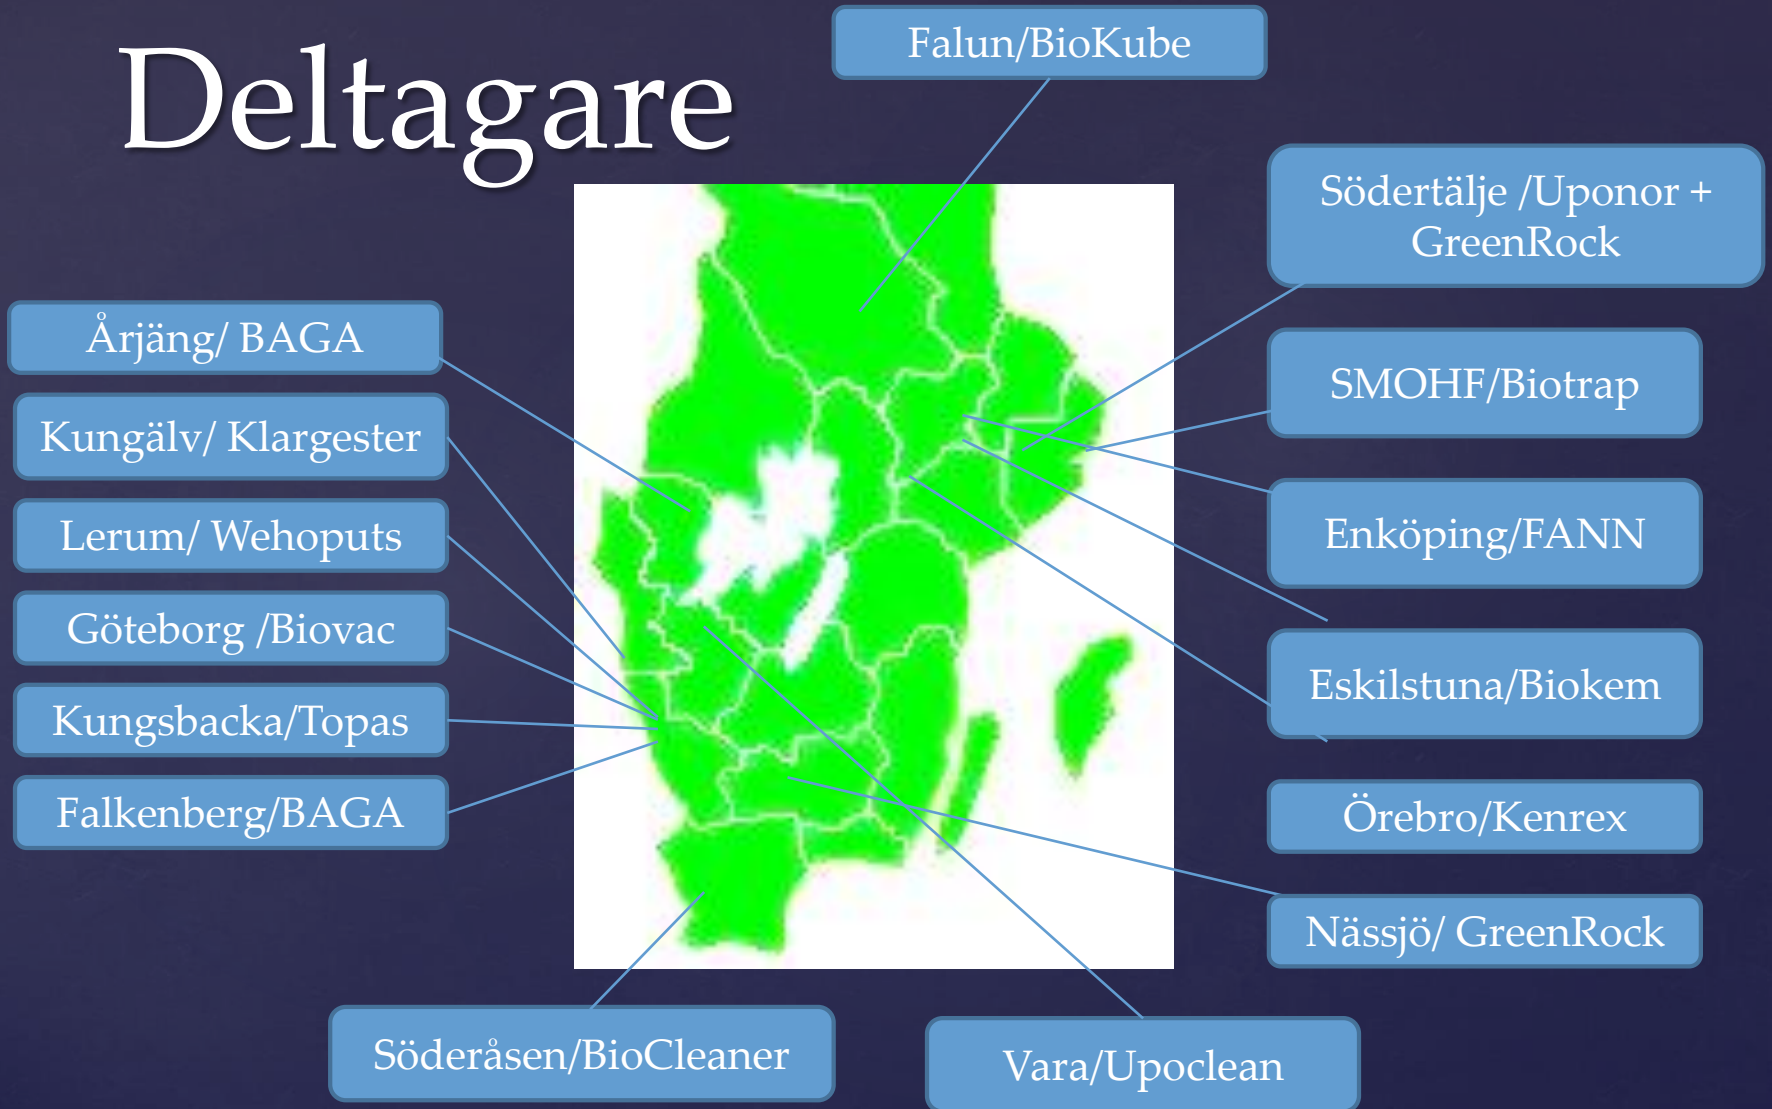 Deltagare
Falun/BioKube
Södertälje /Uponor +
GreenRock
Årjäng/ BAGA
SMOHF/Biotrap
Kungälv/ Klargester
Lerum/ Wehoputs
Enköping/FANN
Göteborg /Biovac
Eskilstuna/Biokem
Kungsbacka/Topas
Falkenberg/BAGA
Örebro/Kenrex
Nässjö/ GreenRock
Söderåsen/BioCleaner
Vara/Upoclean